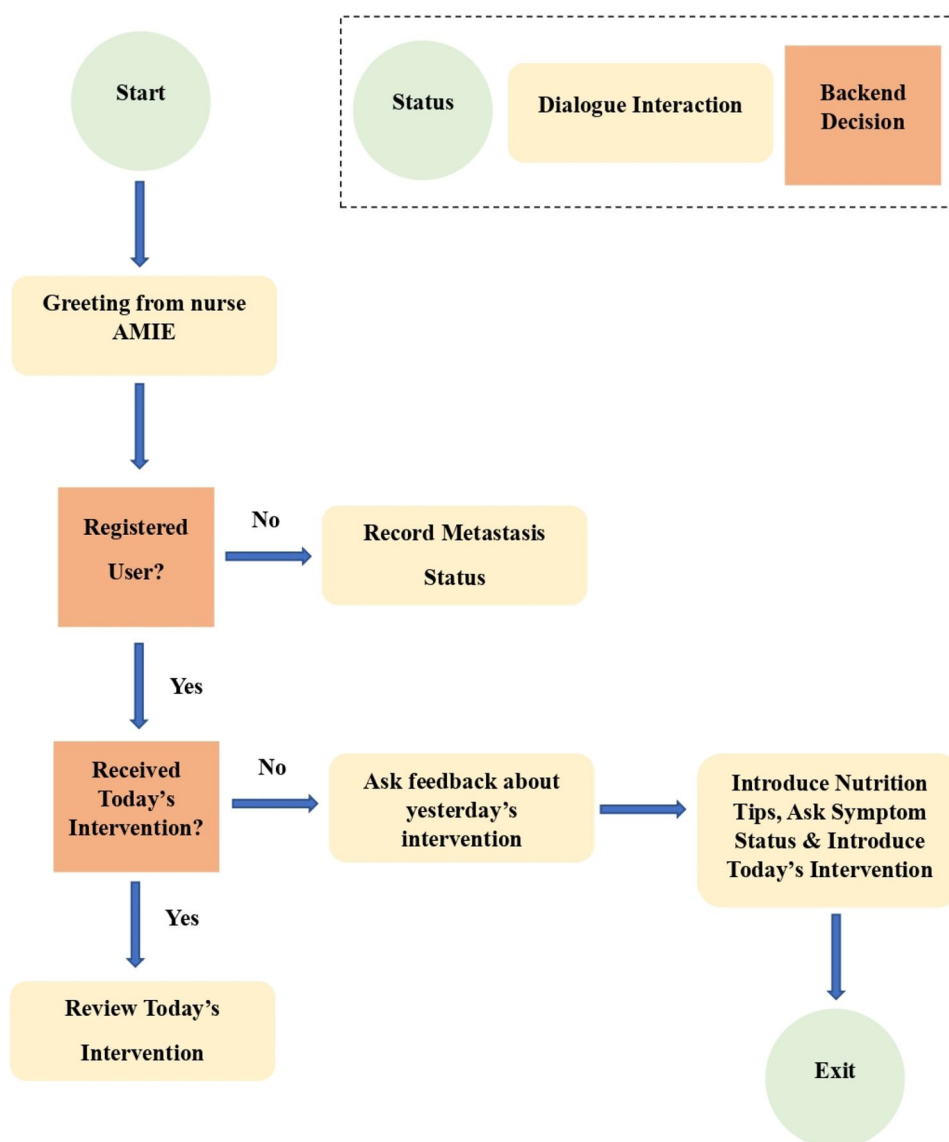 Start
Status
Dialogue Interaction
Backend
Decision
Greeting from nurse
AMIE
Registered
User?
No
Record Metastasis
Status
Yes
Received
Today’s
Intervention?
No
Ask feedback about
yesterday’s
intervention
Introduce Nutrition
Tips, Ask Symptom
Status & Introduce
Today’s Intervention
Yes
Review Today’s
Intervention
Exit